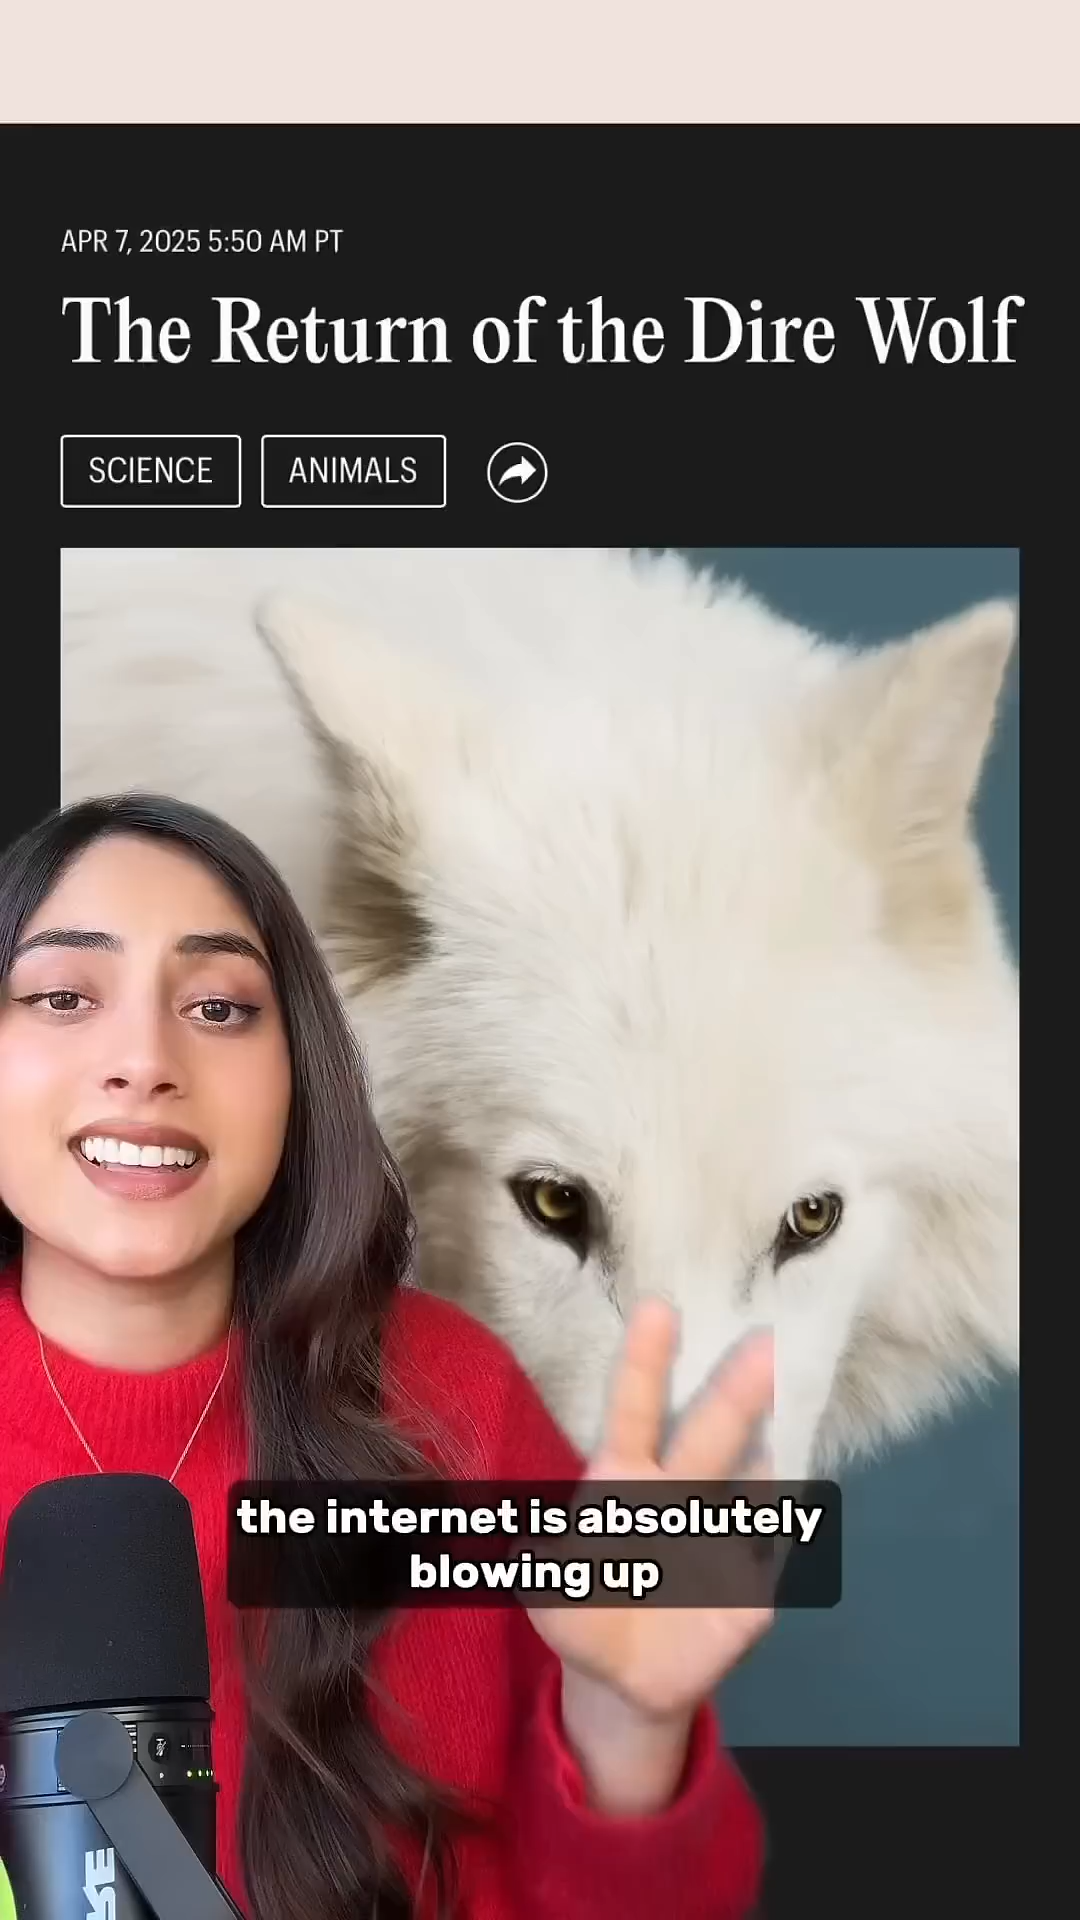 APR 7, 2025 5:50 AM PT
The Return of the Dire Wolf
SCIENCE
ANIMALS
the internet is absolutely
blowing up